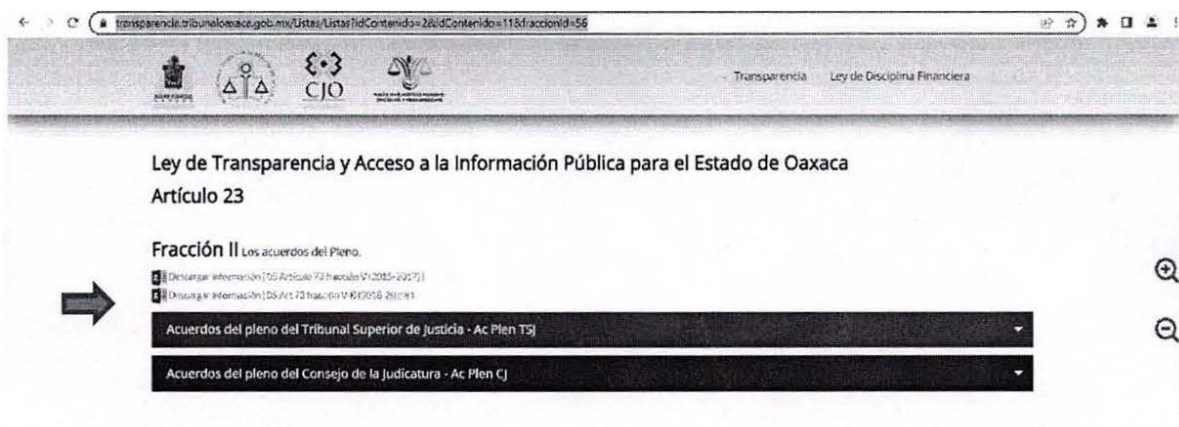 transparencia.tribunaloaxaca.gob.mx/Listas/Listas?idContenido=2&idContenido=11&fraccionId=56
CJO
Transparencia Ley de Disciplina Financiera
Ley de Transparencia y Acceso a la Información Pública para el Estado de Oaxaca
Artículo 23
Fracción II Los acuerdos del Pleno.
Descargar información
Descargar información
Acuerdos del pleno del Tribunal Superior de Justicia - Ac Plen TSJ
Acuerdos del pleno del Consejo de la Judicatura - Ac Plen CJ